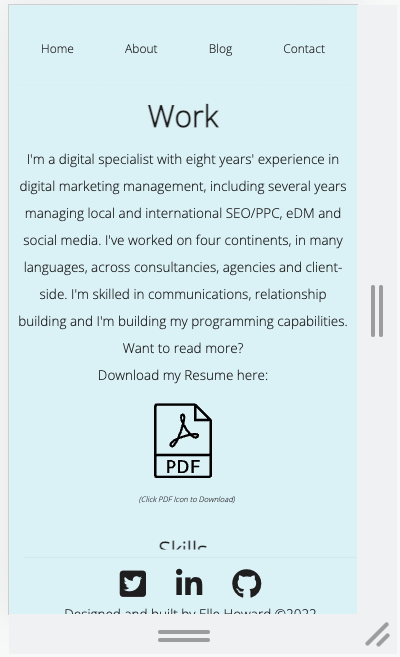 Home About Blog Contact
Work
I'm a digital specialist with eight years' experience in
digital marketing management, including several years
managing local and international SEO/PPC, eDM and
social media. I've worked on four continents, in many
languages, across consultancies, agencies and client-
side. I'm skilled in communications, relationship
building and I'm building my programming capabilities.
Want to read more?
Download my Resume here:
PDF
(Click PDF Icon to Download)
Skills
in
Designed and built by Elle Howard ©2022